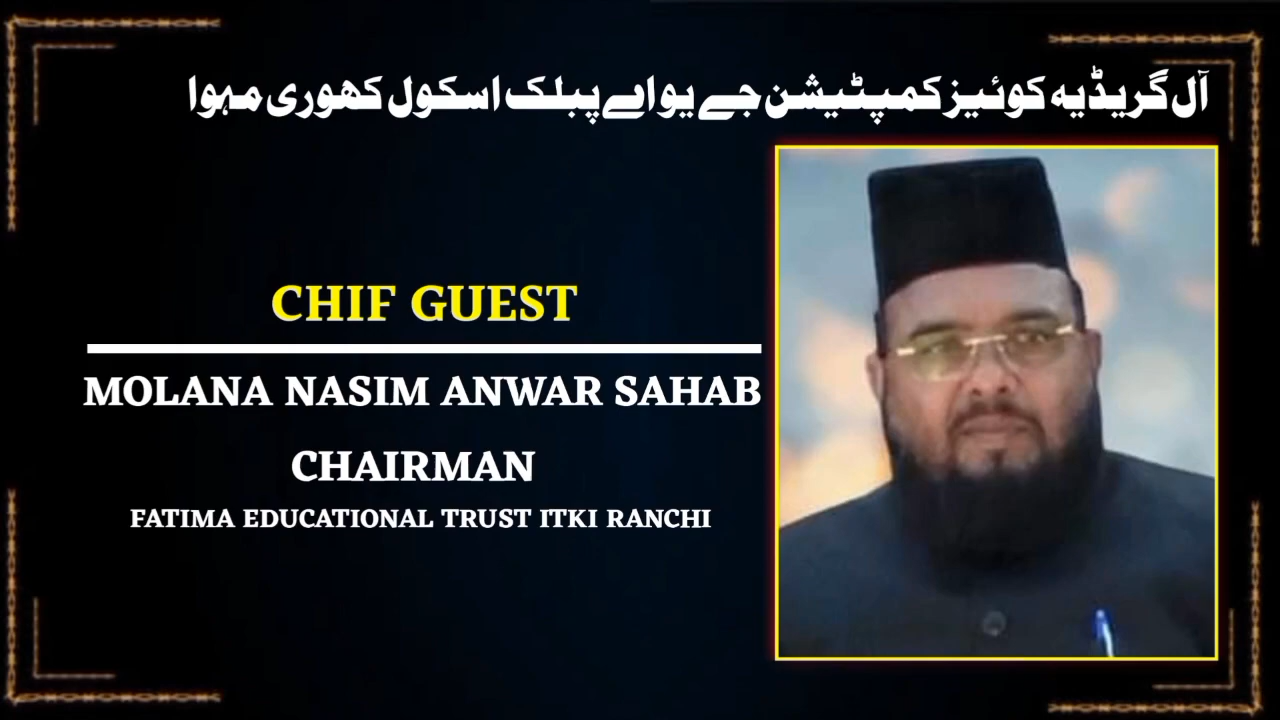 آل گریڈیہ کوئیز کمپٹیشن جے یو اے پبلک اسکول کھوری مہوا
CHIF GUEST
MOLANA NASIM ANWAR SAHAB
CHAIRMAN
FATIMA EDUCATIONAL TRUST ITKI RANCHI